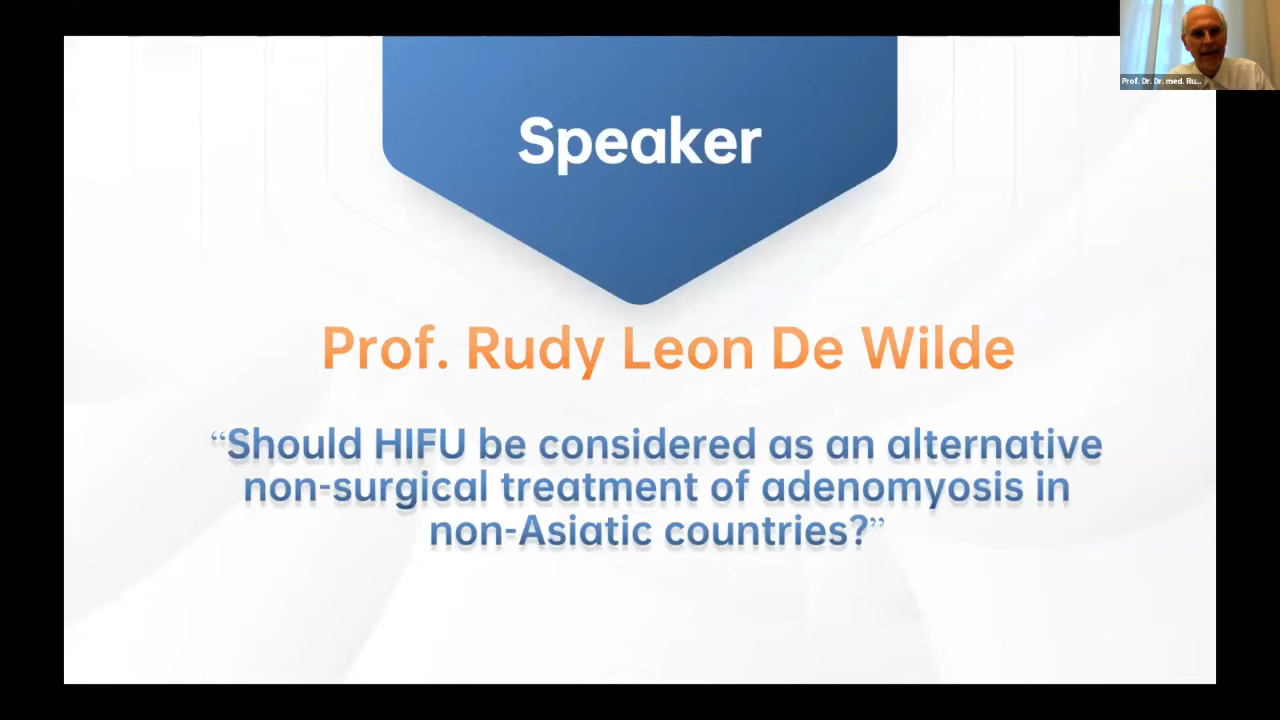 Prof. Dr. Dr. med. Ru...
Speaker
Prof. Rudy Leon De Wilde
“Should HIFU be considered as an alternative
non-surgical treatment of adenomyosis in
non-Asiatic countries?”